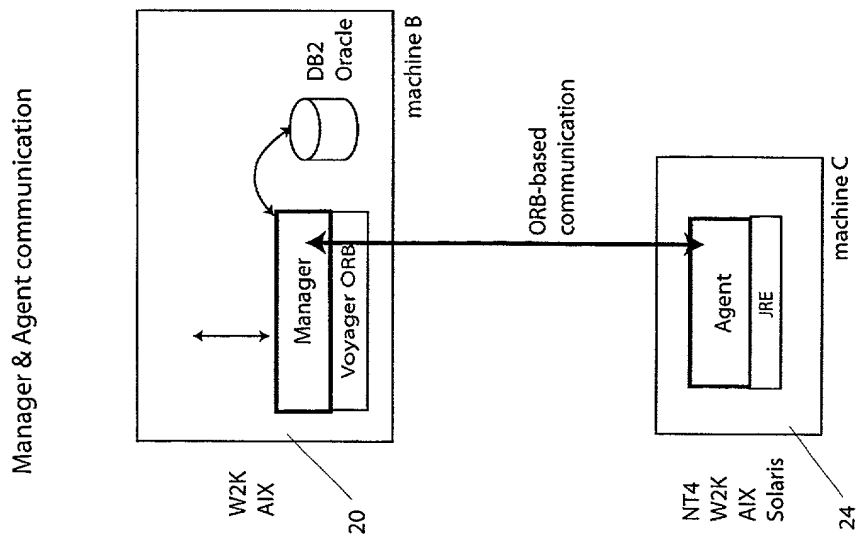 Manager & Agent communication
W2K
AIX
20
Manager
Voyager ORB
DB2
Oracle
machine B
ORB-based
communication
NT4
W2K
AIX
Solaris
24
Agent
JRE
machine C